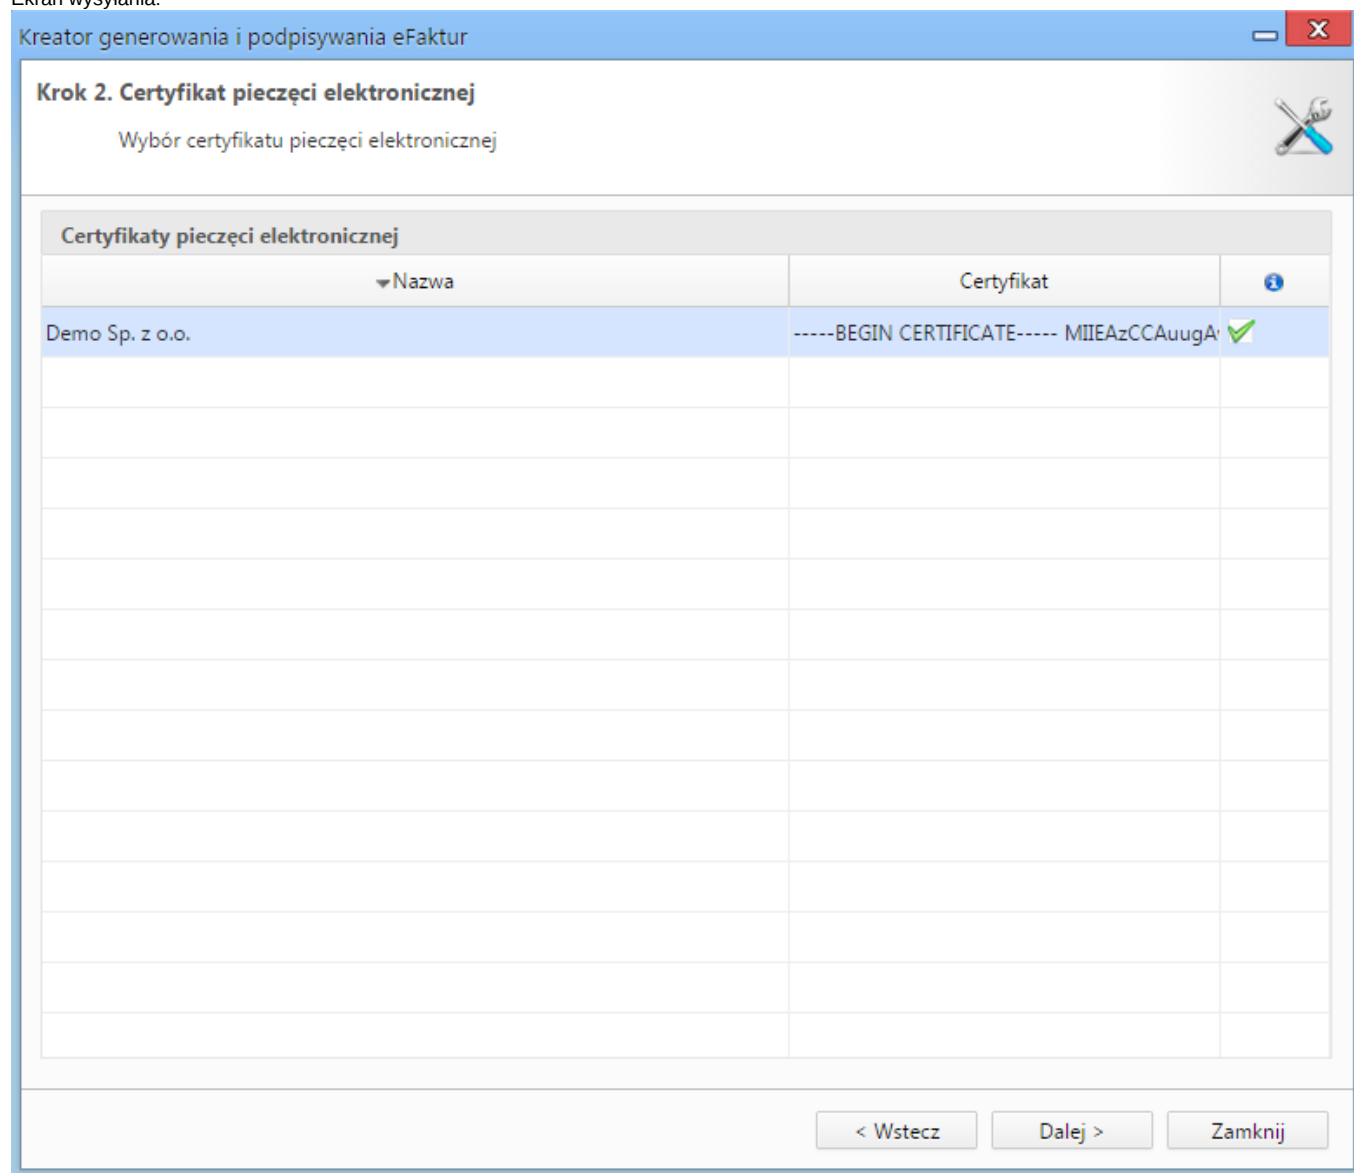 Ekran wysyłania.
Kreator generowania i podpisywania eFaktur
Krok 2. Certyfikat pieczęci elektronicznej
Wybór certyfikatu pieczęci elektronicznej
Certyfikaty pieczęci elektronicznej
Nazwa Certyfikat
Demo Sp. z o.o. -----BEGIN CERTIFICATE----- MIIEAzCCAuugA
< Wstecz Dalej > Zamknij